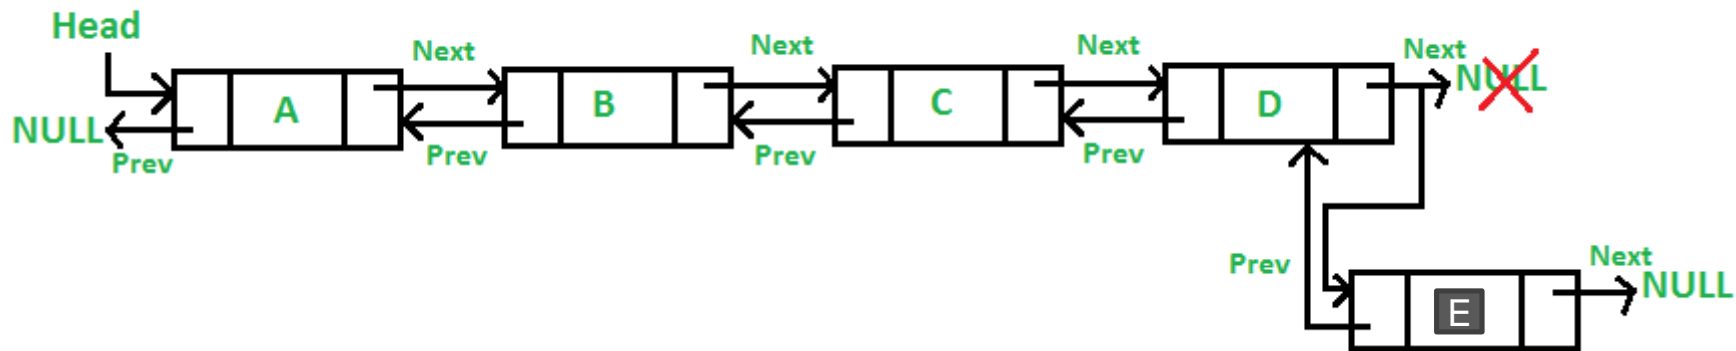 Head
Next Next Next Next
NULL A B C D NULL
Prev Prev Prev Prev
Prev Next
E NULL